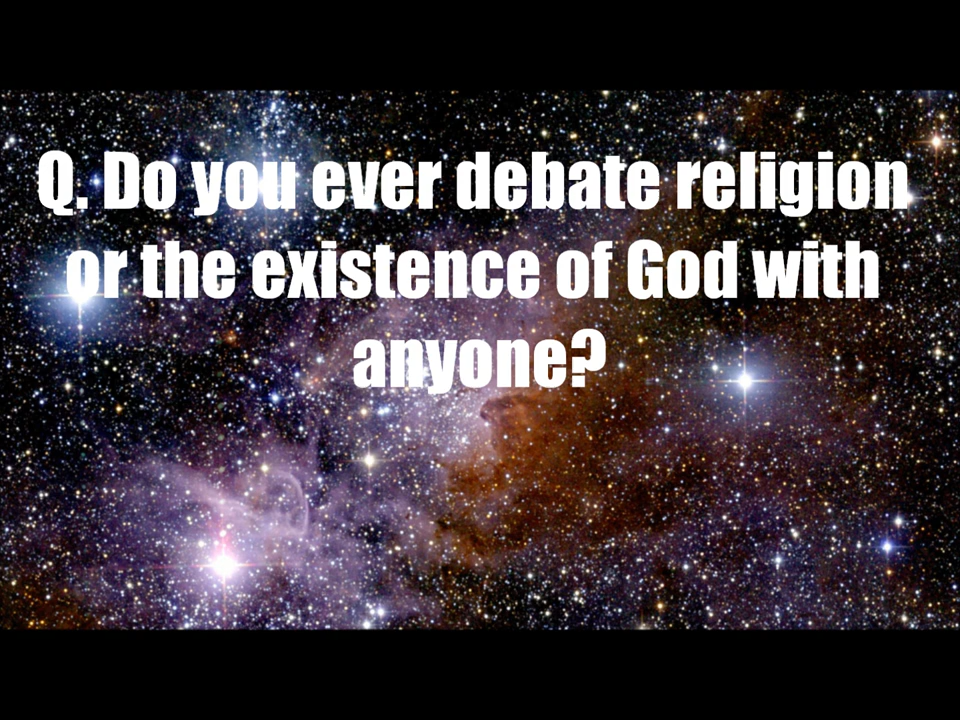 Q. Do you ever debate religion
or the existence of God with
anyone?